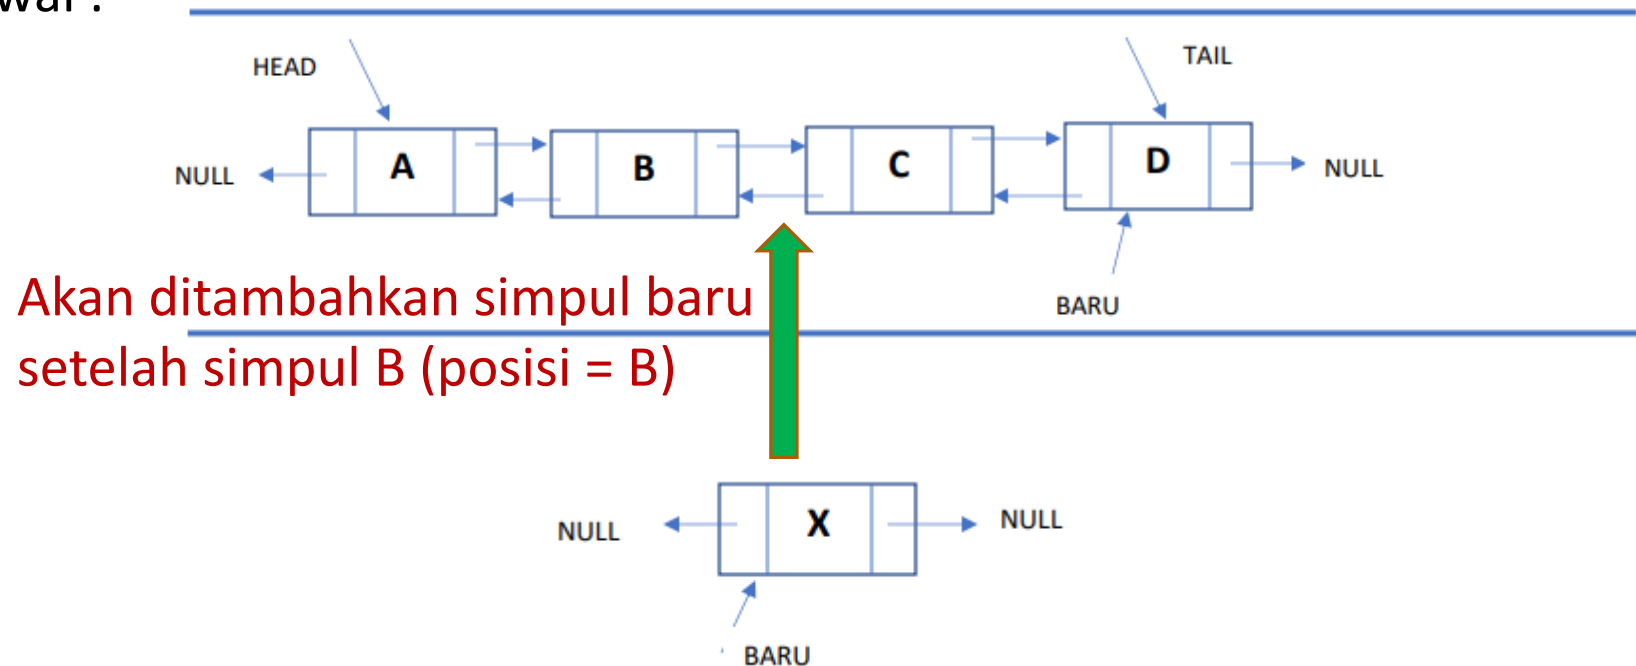 HEAD
TAIL
A
B
C
D
NULL
NULL
BARU
Akan ditambahkan simpul baru
setelah simpul B (posisi = B)
X
NULL
NULL
BARU